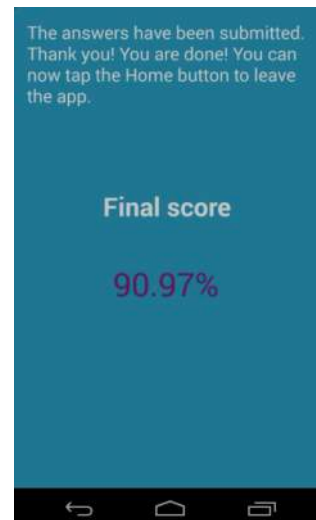 The answers have been submitted.
Thank you! You are done! You can
now tap the Home button to leave
the app.
Final score
90.97%